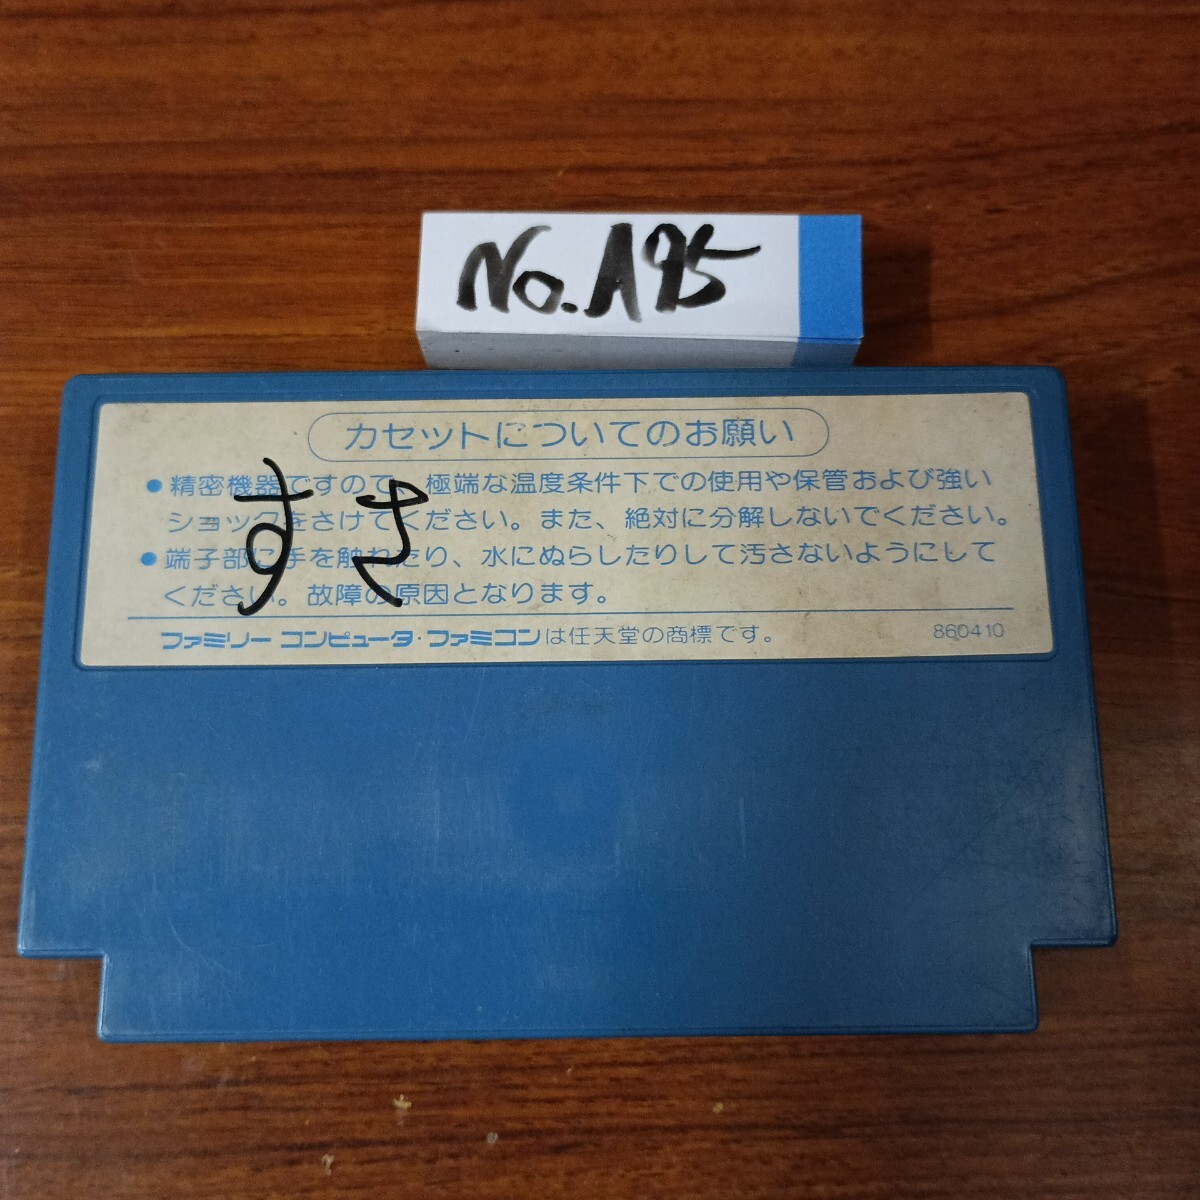 No.A95
カセットについてのお願い
●精密機器ですので、極端な温度条件下での使用や保管および強い
ショックをさけてください。また、絶対に分解しないでください。
●端子部に手を触れたり、水にぬらしたりして汚さないようにして
ください。故障の原因となります。
すさ
ファミリーコンピュータ・ファミコンは任天堂の商標です。
860410